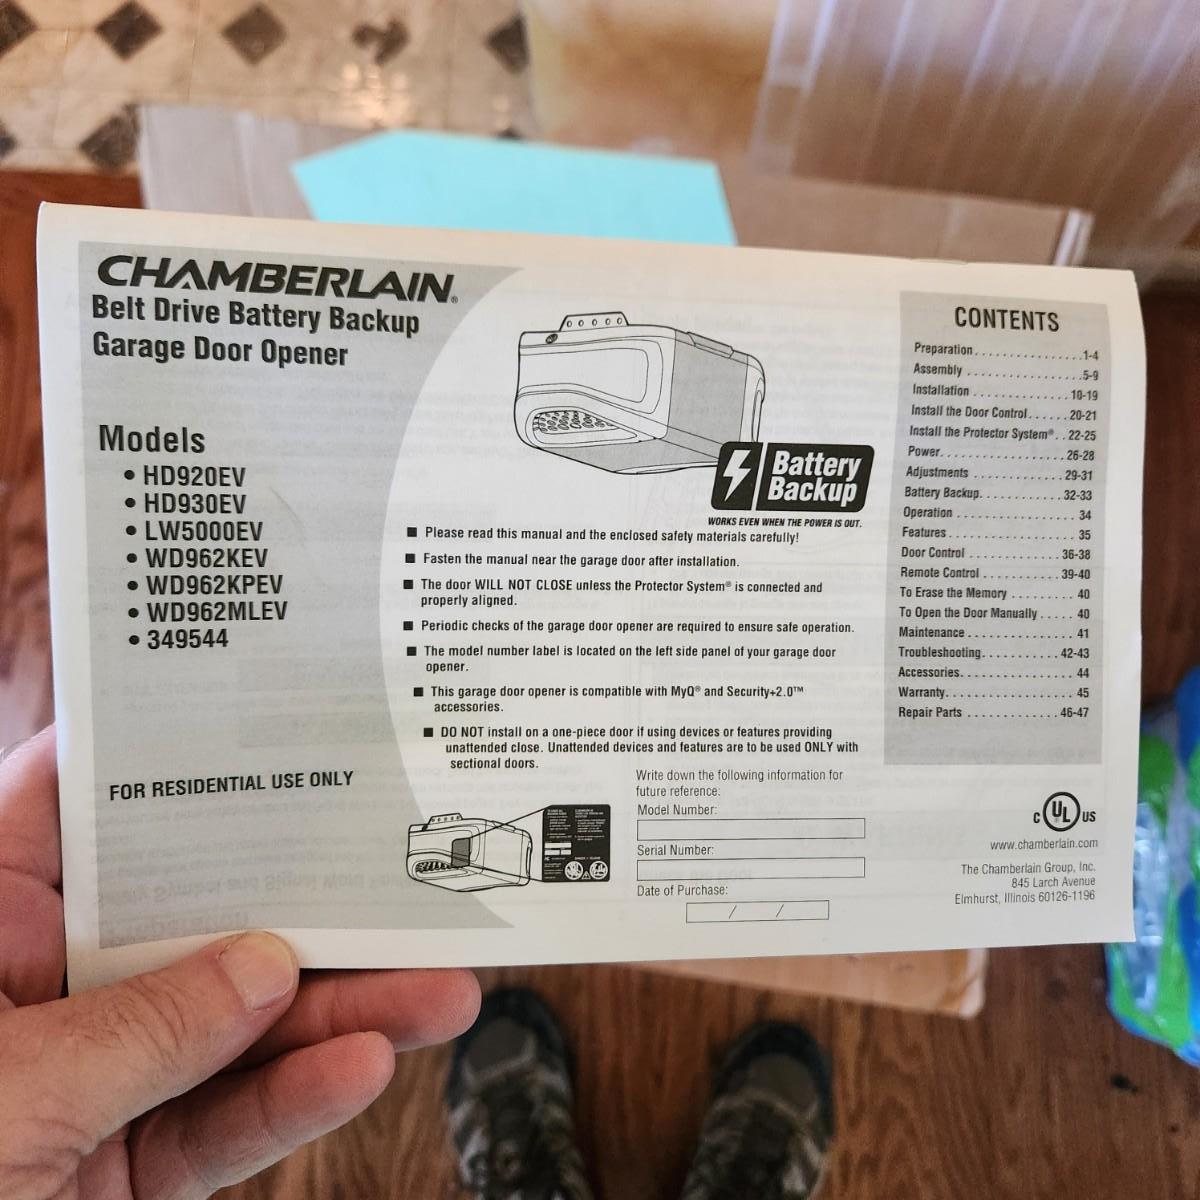 CHAMBERLAIN®
Belt Drive Battery Backup
Garage Door Opener
Models
• HD920EV
• HD930EV
• LW5000EV
• WD962KEV
• WD962KPEV
• WD962MLEV
• 349544
FOR RESIDENTIAL USE ONLY
Battery
Backup
WORKS EVEN WHEN THE POWER IS OUT.
■ Please read this manual and the enclosed safety materials carefully!
■ Fasten the manual near the garage door after installation.
■ The door WILL NOT CLOSE unless the Protector System® is connected and
properly aligned.
■ Periodic checks of the garage door opener are required to ensure safe operation.
■ The model number label is located on the left side panel of your garage door
opener.
■ This garage door opener is compatible with MyQ® and Security+2.0™
accessories.
■ DO NOT install on a one-piece door if using devices or features providing
unattended close. Unattended devices and features are to be used ONLY with
sectional doors.
Write down the following information for
future reference:
Model Number:
Serial Number:
Date of Purchase:
/ /
CONTENTS
Preparation................1-4
Assembly.................5-9
Installation..............10-19
Install the Door Control......20-21
Install the Protector System®..22-25
Power...................26-28
Adjustments..............29-31
Battery Backup............32-33
Operation.................34
Features..................35
Door Control..............36-38
Remote Control............39-40
To Erase the Memory.........40
To Open the Door Manually.....40
Maintenance...............41
Troubleshooting............42-43
Accessories................44
Warranty..................45
Repair Parts..............46-47
C UL US
®
www.chamberlain.com
The Chamberlain Group, Inc.
845 Larch Avenue
Elmhurst, Illinois 60126-1196